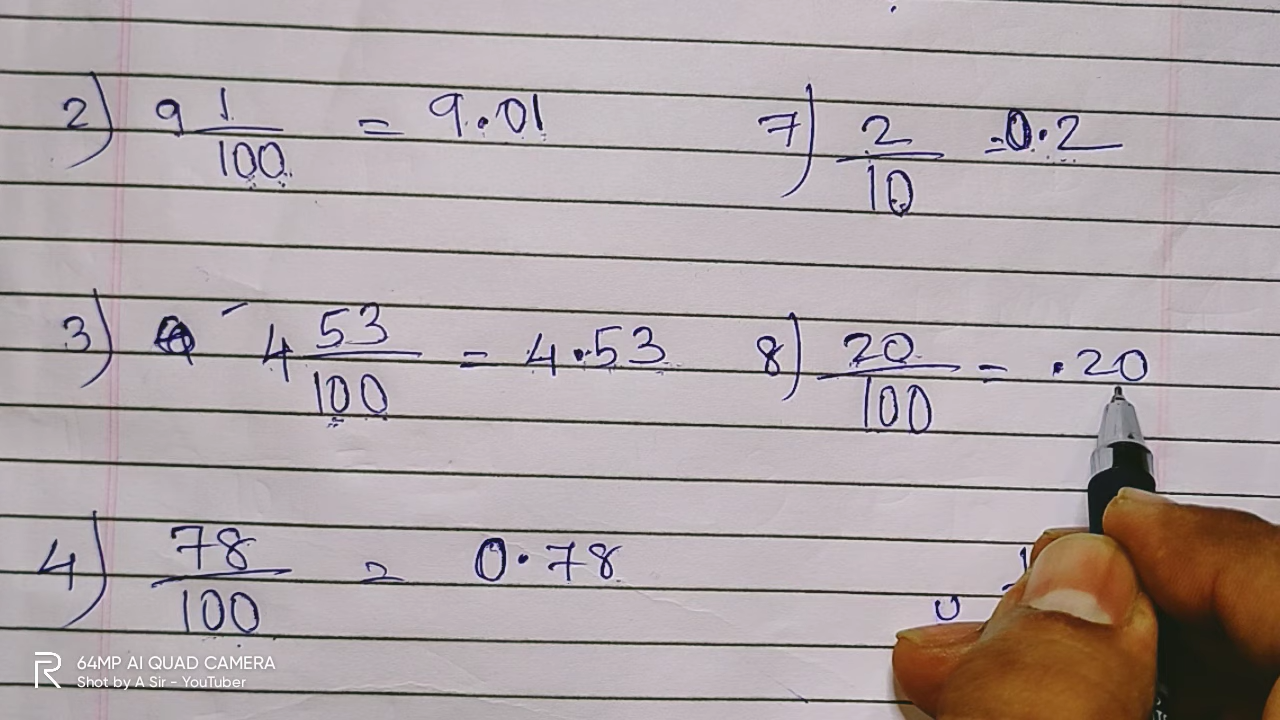 2) 9 1/100 = 9.01
7) 2/10 = 0.2
3) 4 53/100 = 4.53
8) 20/100 = .20
4) 78/100 = 0.78
64MP AI QUAD CAMERA
Shot by A Sir - YouTuber